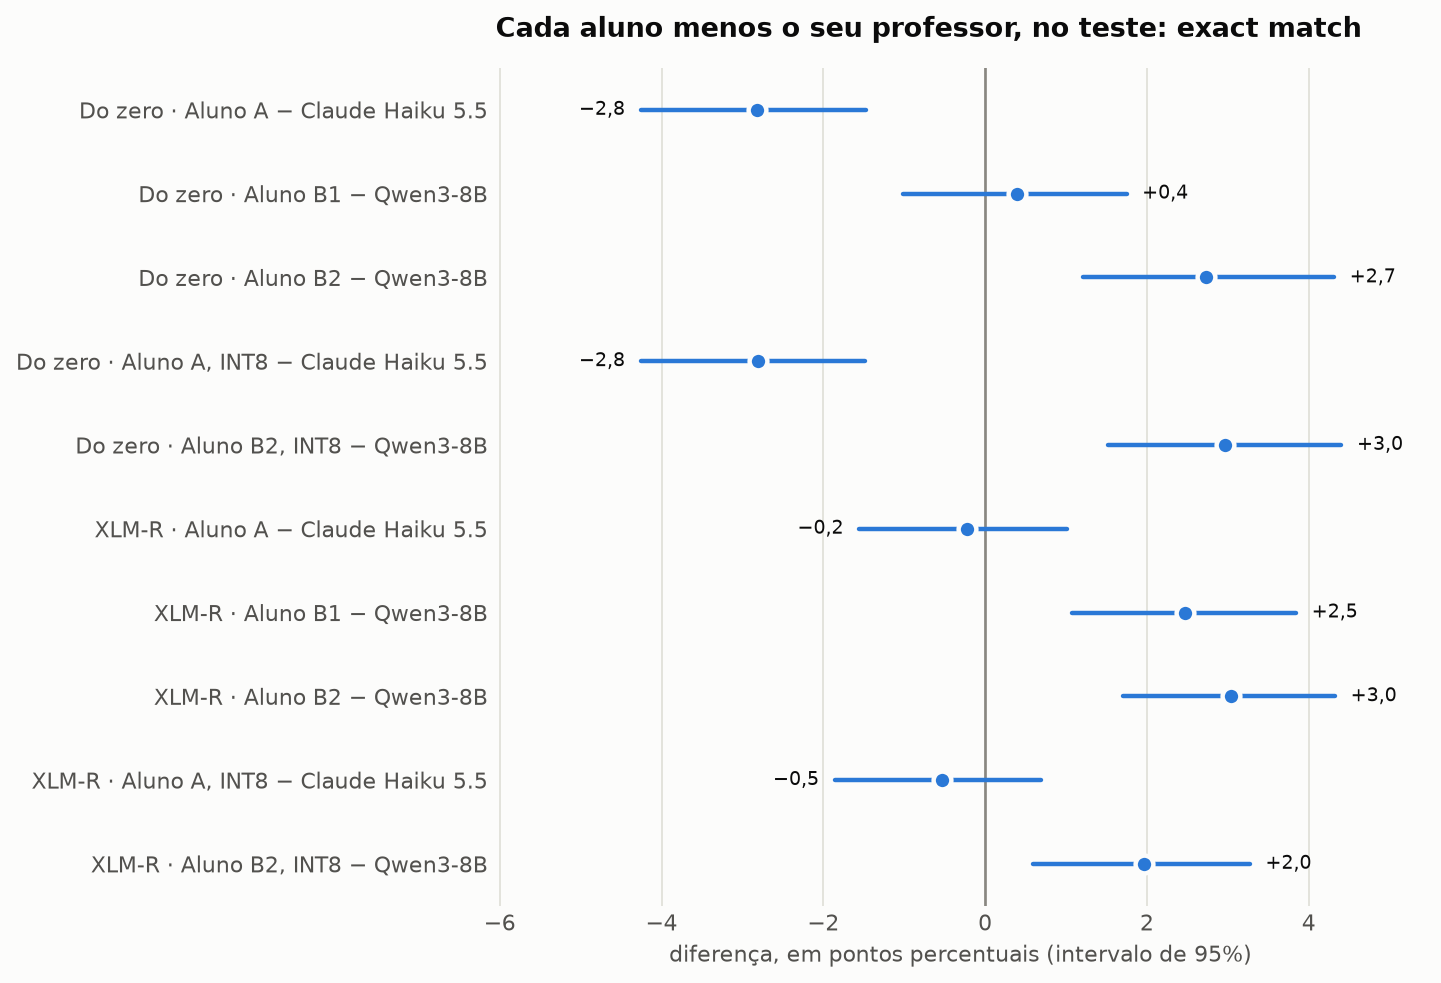 Cada aluno menos o seu professor, no teste: exact match
Do zero · Aluno A − Claude Haiku 5.5
−2,8
Do zero · Aluno B1 − Qwen3-8B
+0,4
Do zero · Aluno B2 − Qwen3-8B
+2,7
Do zero · Aluno A, INT8 − Claude Haiku 5.5
−2,8
Do zero · Aluno B2, INT8 − Qwen3-8B
+3,0
XLM-R · Aluno A − Claude Haiku 5.5
−0,2
XLM-R · Aluno B1 − Qwen3-8B
+2,5
XLM-R · Aluno B2 − Qwen3-8B
+3,0
XLM-R · Aluno A, INT8 − Claude Haiku 5.5
−0,5
XLM-R · Aluno B2, INT8 − Qwen3-8B
+2,0
−6 −4 −2 0 2 4
diferença, em pontos percentuais (intervalo de 95%)